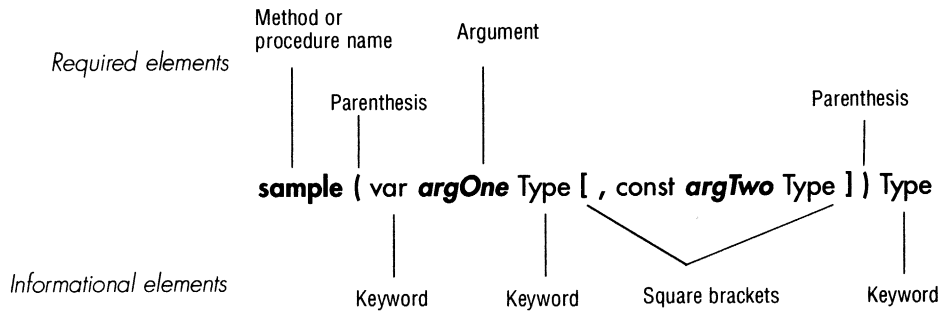 Method or
procedure name
Argument
Required elements
Parenthesis
Parenthesis
sample ( var argOne Type [ , const argTwo Type ] ) Type
Informational elements
Keyword
Keyword
Square brackets
Keyword